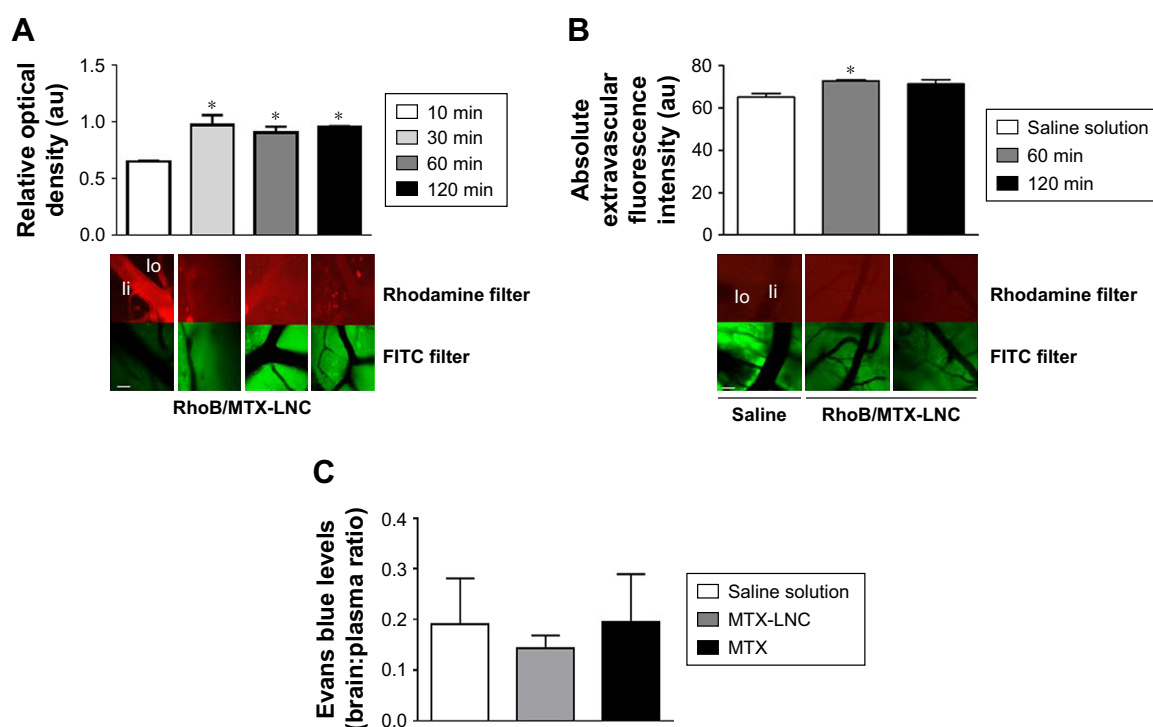 A
Relative optical
density (au)
1.5
1.0
0.5
0.0
*
*
*
10 min
30 min
60 min
120 min
lo
li
Rhodamine filter
FITC filter
RhoB/MTX-LNC
B
Absolute
extravascular
fluorescence
intensity (au)
80
60
40
20
0
*
Saline solution
60 min
120 min
lo
li
Rhodamine filter
FITC filter
Saline
RhoB/MTX-LNC
C
Evans blue levels
(brain:plasma ratio)
0.4
0.3
0.2
0.1
0.0
Saline solution
MTX-LNC
MTX